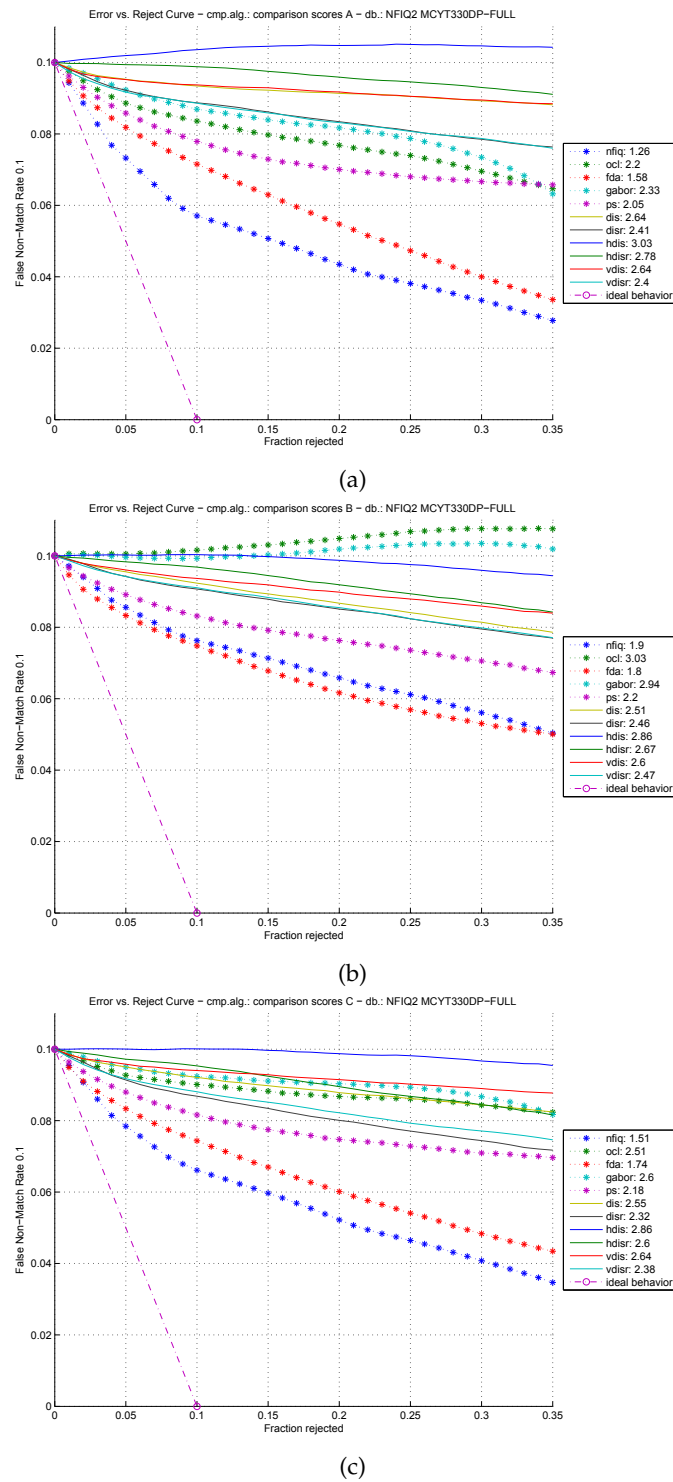 Error vs. Reject Curve − cmp.alg.: comparison scores A − db.: NFIQ2 MCYT330DP−FULL
False Non−Match Rate 0.1
0.1
0.08
0.06
0.04
0.02
0
0 0.05 0.1 0.15 0.2 0.25 0.3 0.35
Fraction rejected
nfiq: 1.26
ocl: 2.2
fda: 1.58
gabor: 2.33
ps: 2.05
dis: 2.64
disr: 2.41
hdis: 3.03
hdisr: 2.78
vdis: 2.64
vdisr: 2.4
ideal behavior
(a)
Error vs. Reject Curve − cmp.alg.: comparison scores B − db.: NFIQ2 MCYT330DP−FULL
False Non−Match Rate 0.1
0.1
0.08
0.06
0.04
0.02
0
0 0.05 0.1 0.15 0.2 0.25 0.3 0.35
Fraction rejected
nfiq: 1.9
ocl: 3.03
fda: 1.8
gabor: 2.94
ps: 2.2
dis: 2.51
disr: 2.46
hdis: 2.86
hdisr: 2.67
vdis: 2.6
vdisr: 2.47
ideal behavior
(b)
Error vs. Reject Curve − cmp.alg.: comparison scores C − db.: NFIQ2 MCYT330DP−FULL
False Non−Match Rate 0.1
0.1
0.08
0.06
0.04
0.02
0
0 0.05 0.1 0.15 0.2 0.25 0.3 0.35
Fraction rejected
nfiq: 1.51
ocl: 2.51
fda: 1.74
gabor: 2.6
ps: 2.18
dis: 2.55
disr: 2.32
hdis: 2.86
hdisr: 2.6
vdis: 2.64
vdisr: 2.38
ideal behavior
(c)